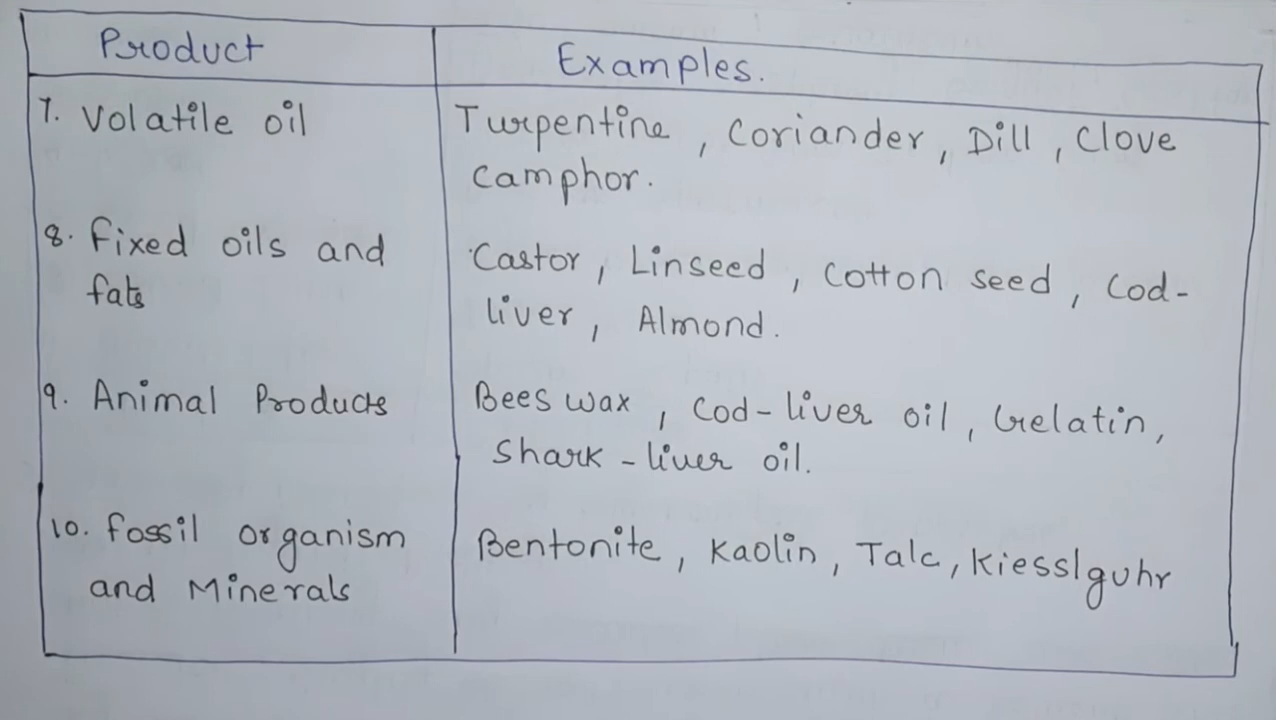 Product Examples.
7. Volatile oil Turpentine, Coriander, Dill, Clove
Camphor.
8. Fixed oils and Castor, Linseed, Cotton seed, Cod-
fats liver, Almond.
9. Animal Products Bees wax, Cod-liver oil, Gelatin,
Shark-liver oil.
10. Fossil organism Bentonite, Kaolin, Talc, Kiesslguhr
and Minerals